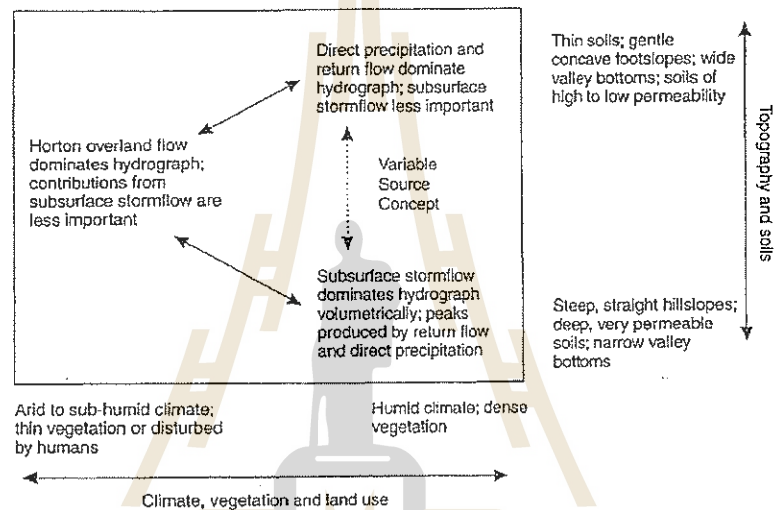 Direct precipitation and
return flow dominate
hydrograph; subsurface
stormflow less important
Thin soils; gentle
concave footslopes; wide
valley bottoms; soils of
high to low permeability
Horton overland flow
dominates hydrograph;
contributions from
subsurface stormflow are
less important
Variable
Source
Concept
Topography and soils
Subsurface stormflow
dominates hydrograph
volumetrically; peaks
produced by return flow
and direct precipitation
Steep, straight hillslopes;
deep, very permeable
soils; narrow valley
bottoms
Arid to sub-humid climate;
thin vegetation or disturbed
by humans
Humid climate; dense
vegetation
Climate, vegetation and land use